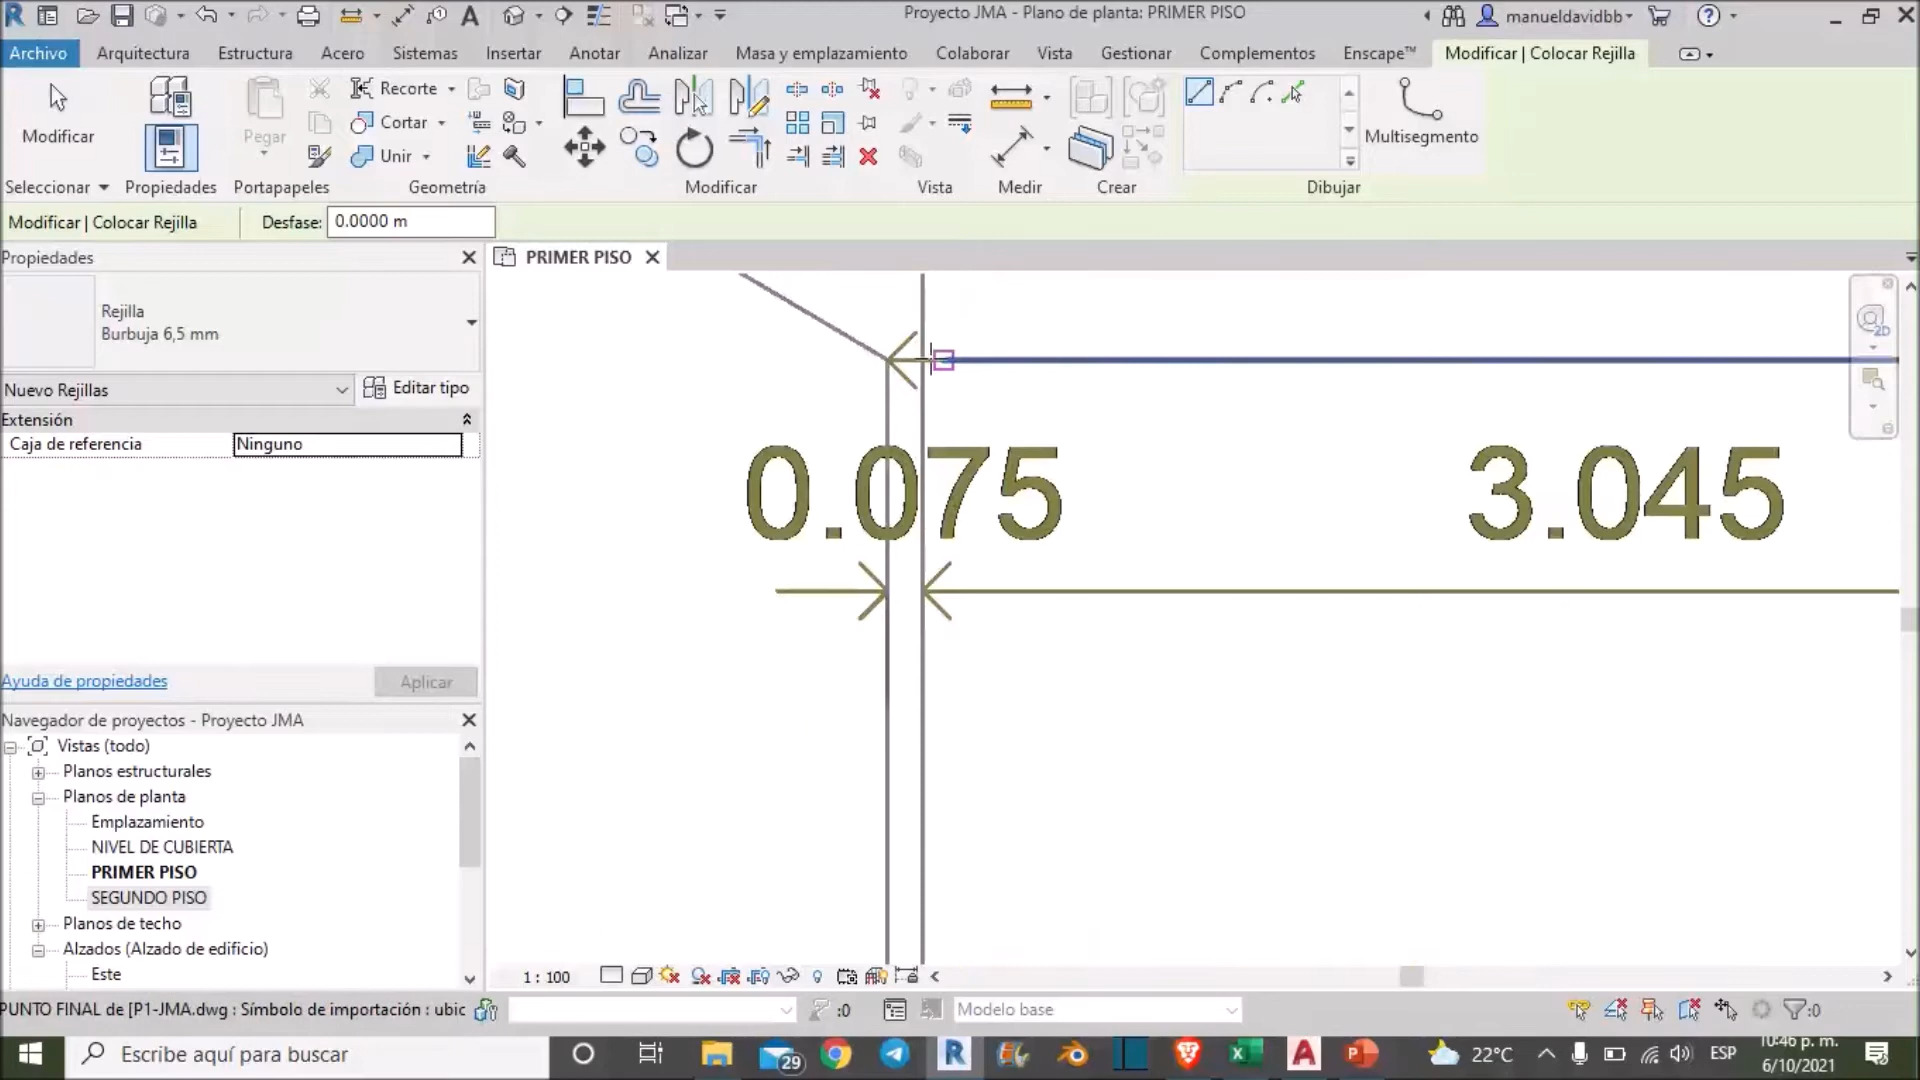 Proyecto JMA - Plano de planta: PRIMER PISO
manueldavidbb
Archivo Arquitectura Estructura Acero Sistemas Insertar Anotar Analizar Masa y emplazamiento Colaborar Vista Gestionar Complementos Enscape™ Modificar | Colocar Rejilla
Modificar
Pegar
Recorte
Cortar
Unir
Multisegmento
Seleccionar Propiedades Portapapeles Geometría Modificar Vista Medir Crear Dibujar
Modificar | Colocar Rejilla Desfase: 0.0000 m
Propiedades
PRIMER PISO
Rejilla
Burbuja 6,5 mm
Nuevo Rejillas Editar tipo
Extensión
Caja de referencia Ninguno
Ayuda de propiedades Aplicar
0.075 3.045
2D
Navegador de proyectos - Proyecto JMA
Vistas (todo)
Planos estructurales
Planos de planta
Emplazamiento
NIVEL DE CUBIERTA
PRIMER PISO
SEGUNDO PISO
Planos de techo
Alzados (Alzado de edificio)
Este
1 : 100
PUNTO FINAL de [P1-JMA.dwg : Símbolo de importación : ubic
:0
Modelo base
:0
Escribe aquí para buscar
29
22°C
ESP
10:46 p. m.
6/10/2021